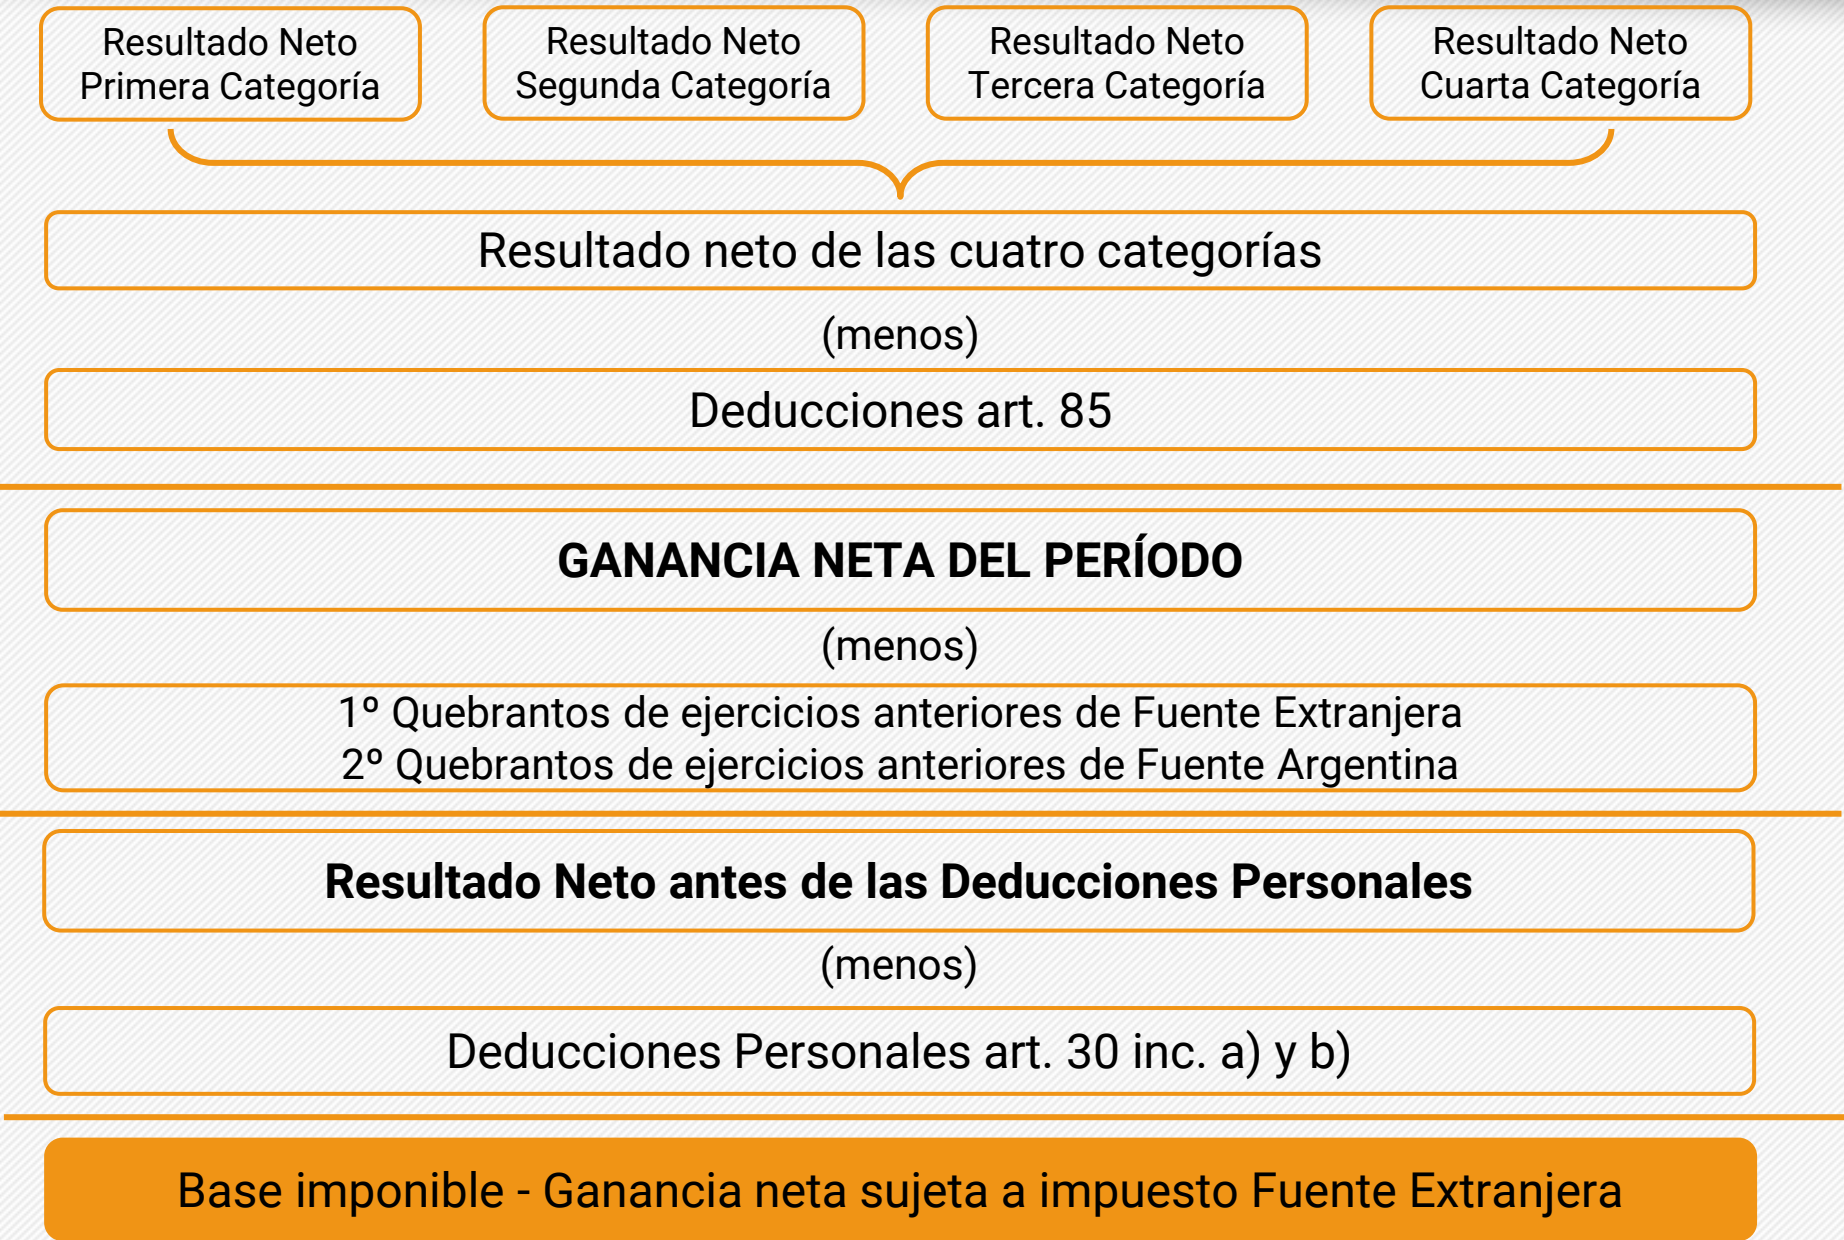 Resultado Neto
Primera Categoría
Resultado Neto
Segunda Categoría
Resultado Neto
Tercera Categoría
Resultado Neto
Cuarta Categoría
Resultado neto de las cuatro categorías
(menos)
Deducciones art. 85
GANANCIA NETA DEL PERÍODO
(menos)
1º Quebrantos de ejercicios anteriores de Fuente Extranjera
2º Quebrantos de ejercicios anteriores de Fuente Argentina
Resultado Neto antes de las Deducciones Personales
(menos)
Deducciones Personales art. 30 inc. a) y b)
Base imponible - Ganancia neta sujeta a impuesto Fuente Extranjera